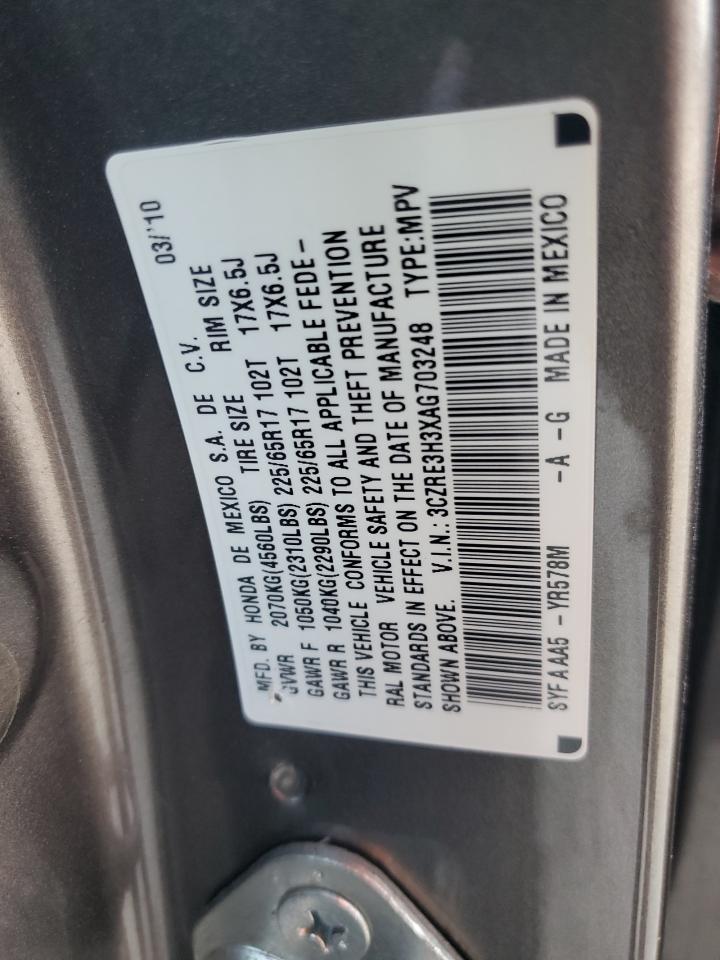 03/'10
MFD. BY HONDA DE MEXICO S.A. DE C.V.
GVWR 2070KG(4560LBS) TIRE SIZE RIM SIZE
GAWR F 1050KG(2310LBS) 225/65R17 102T 17X6.5J
GAWR R 1040KG(2290LBS) 225/65R17 102T 17X6.5J
THIS VEHICLE CONFORMS TO ALL APPLICABLE FEDE-
RAL MOTOR VEHICLE SAFETY AND THEFT PREVENTION
STANDARDS IN EFFECT ON THE DATE OF MANUFACTURE
SHOWN ABOVE. V.I.N.: 3CZRE3H3XAG703248 TYPE:MPV
SYFAAA5 -YR578M -A -G MADE IN MEXICO